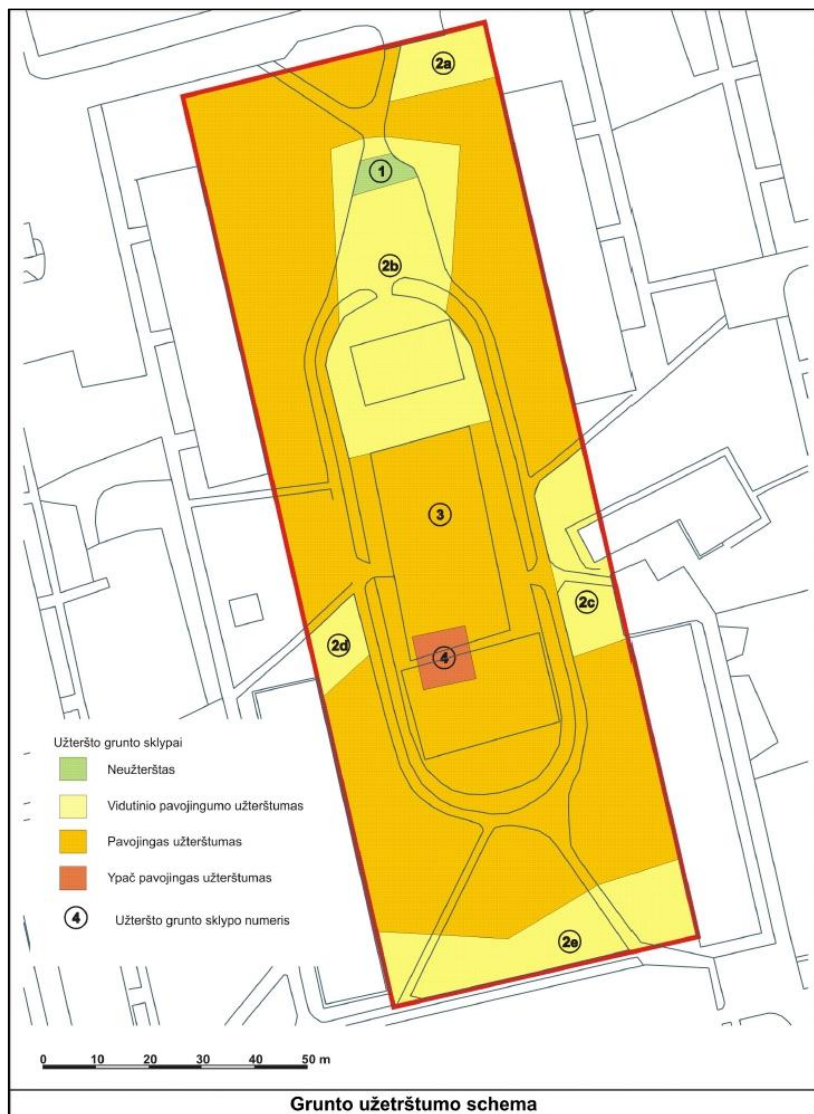 2a
1
2b
3
2c
2d
4
Užteršto grunto sklypai
Neužterštas
Vidutinio pavojingumo užterštumas
Pavojingas užterštumas
Ypač pavojingas užterštumas
4 Užteršto grunto sklypo numeris
2e
0 10 20 30 40 50 m
Grunto užetrštumo schema